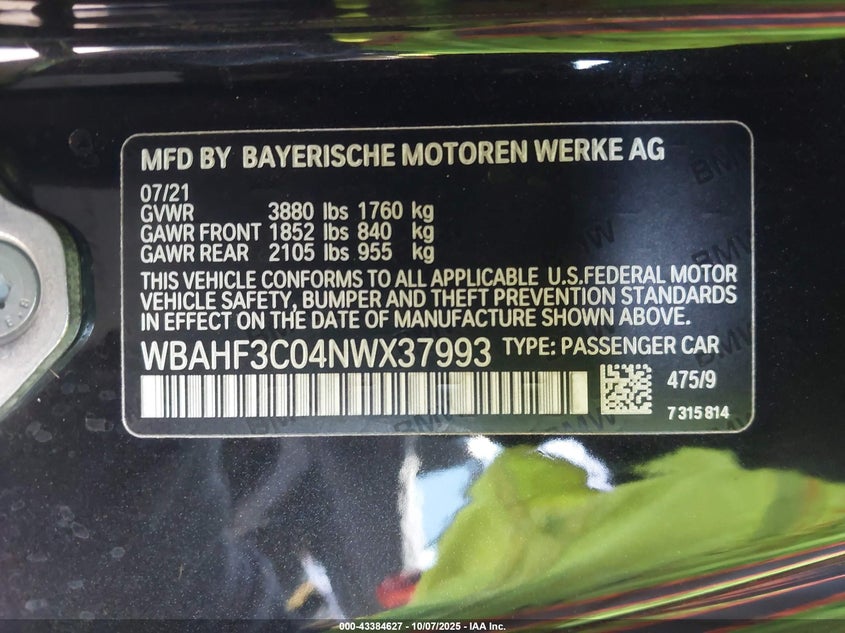 MFD BY BAYERISCHE MOTOREN WERKE AG
07/21
GVWR 3880 lbs 1760 kg
GAWR FRONT 1852 lbs 840 kg
GAWR REAR 2105 lbs 955 kg
THIS VEHICLE CONFORMS TO ALL APPLICABLE U.S.FEDERAL MOTOR
VEHICLE SAFETY, BUMPER AND THEFT PREVENTION STANDARDS
IN EFFECT ON THE DATE OF MANUFACTURE SHOWN ABOVE.
WBAHF3C04NWX37993 TYPE: PASSENGER CAR
475/9
7 315 814
000-43384627 | 10/07/2025 - IAA Inc.